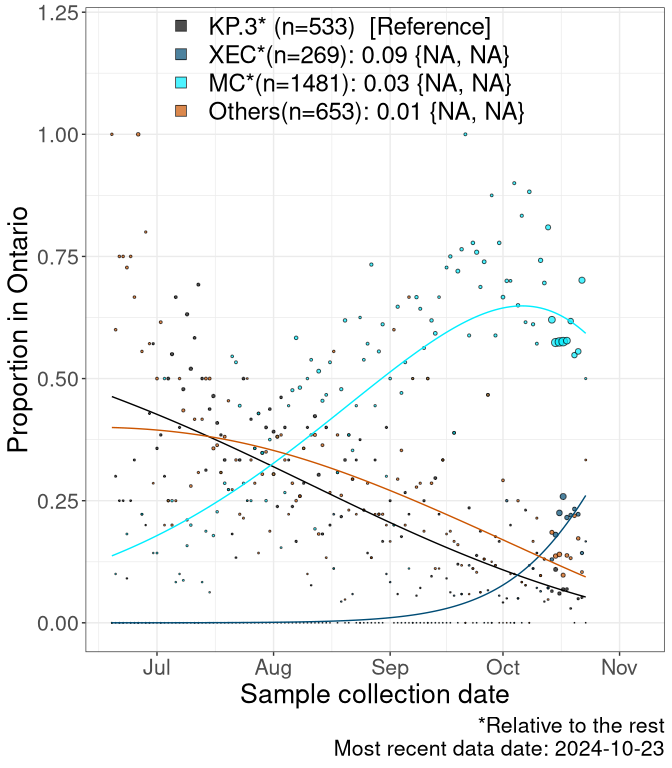 KP.3* (n=533) [Reference]
XEC*(n=269): 0.09 {NA, NA}
MC*(n=1481): 0.03 {NA, NA}
Others(n=653): 0.01 {NA, NA}
1.25
1.00
0.75
0.50
0.25
0.00
Proportion in Ontario
Jul Aug Sep Oct Nov
Sample collection date
*Relative to the rest
Most recent data date: 2024-10-23